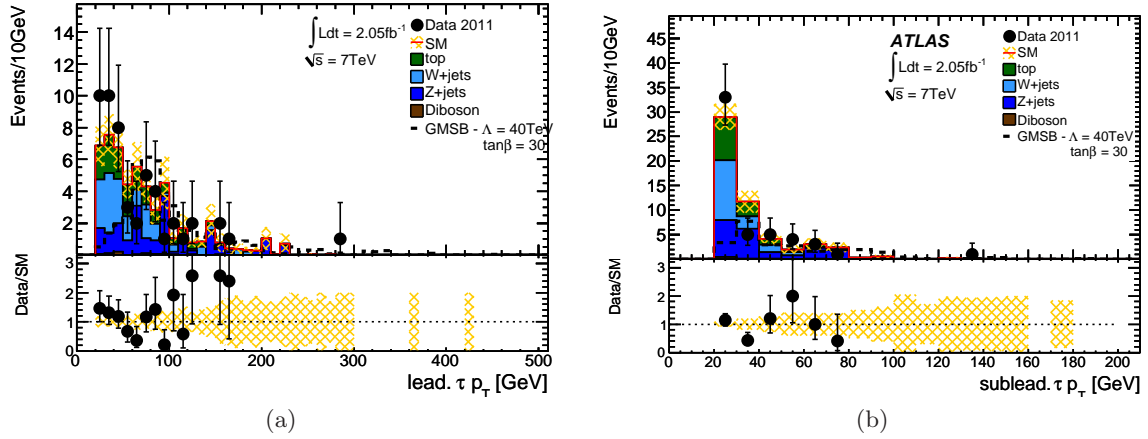 Events/10GeV
14
12
10
8
6
4
2
∫ Ldt = 2.05fb⁻¹
√s = 7TeV
Data 2011
SM
top
W+jets
Z+jets
Diboson
GMSB - Λ = 40TeV
tanβ = 30
Data/SM
3
2
1
0
0 100 200 300 400 500
lead. τ p_T [GeV]
(a)
Events/10GeV
45
40
35
30
25
20
15
10
5
ATLAS
∫ Ldt = 2.05fb⁻¹
√s = 7TeV
Data 2011
SM
top
W+jets
Z+jets
Diboson
GMSB - Λ = 40TeV
tanβ = 30
Data/SM
3
2
1
0
0 20 40 60 80 100 120 140 160 180 200
sublead. τ p_T [GeV]
(b)